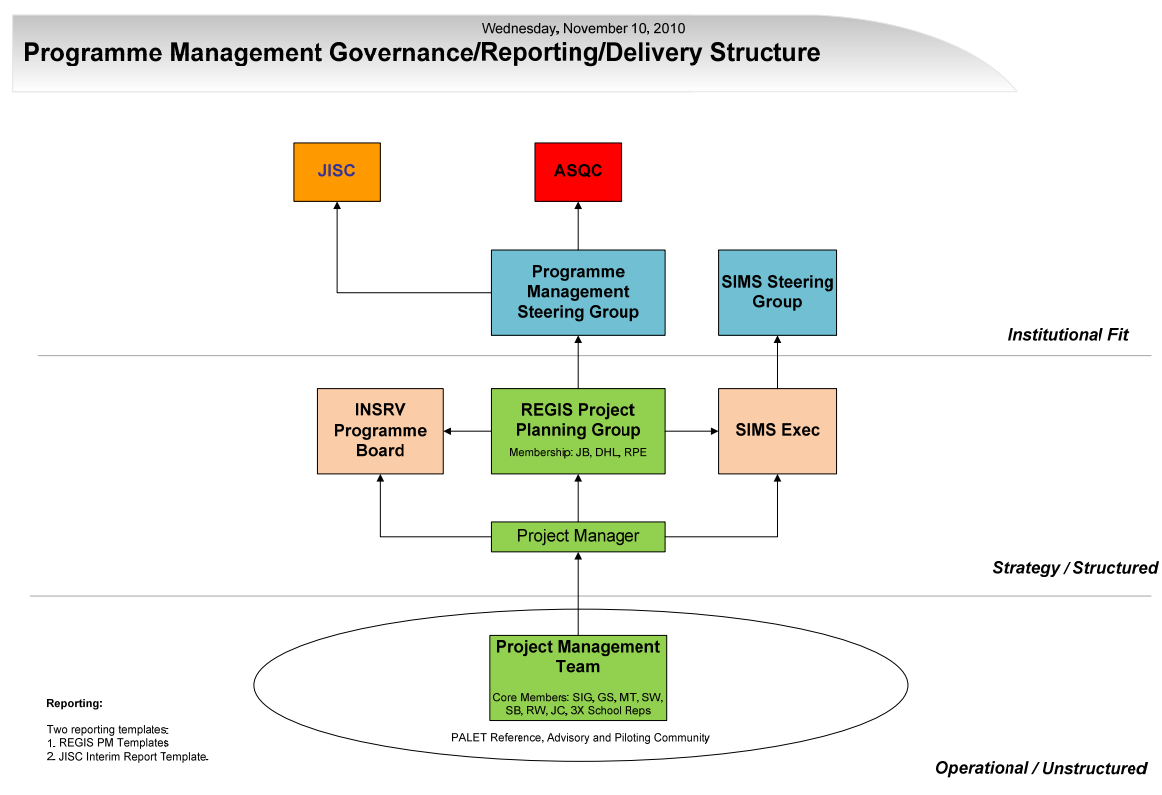 Wednesday, November 10, 2010
Programme Management Governance/Reporting/Delivery Structure
JISC
ASQC
Programme
Management
Steering Group
SIMS Steering
Group
Institutional Fit
INSRV
Programme
Board
REGIS Project
Planning Group
Membership: JB, DHL, RPE
SIMS Exec
Project Manager
Strategy / Structured
Project Management
Team
Core Members: SIG, GS, MT, SW,
SB, RW, JC, 3X School Reps
PALET Reference, Advisory and Piloting Community
Reporting:
Two reporting templates:
1. REGIS PM Templates
2. JISC Interim Report Template.
Operational / Unstructured